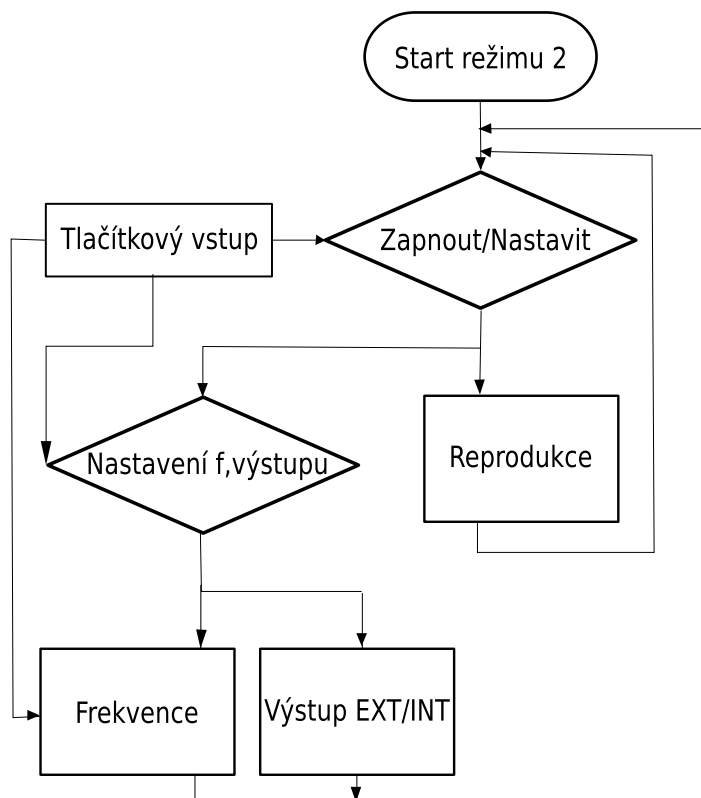 Start režimu 2
Tlačítkový vstup
Zapnout/Nastavit
Nastavení f,výstupu
Reprodukce
Frekvence
Výstup EXT/INT